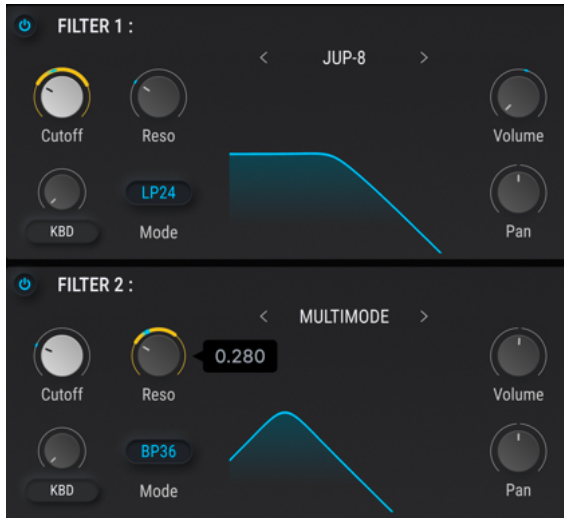 FILTER 1 :
< JUP-8 >
Cutoff Reso Volume
LP24
KBD Mode Pan
FILTER 2 :
< MULTIMODE >
0.280
Cutoff Reso Volume
BP36
KBD Mode Pan